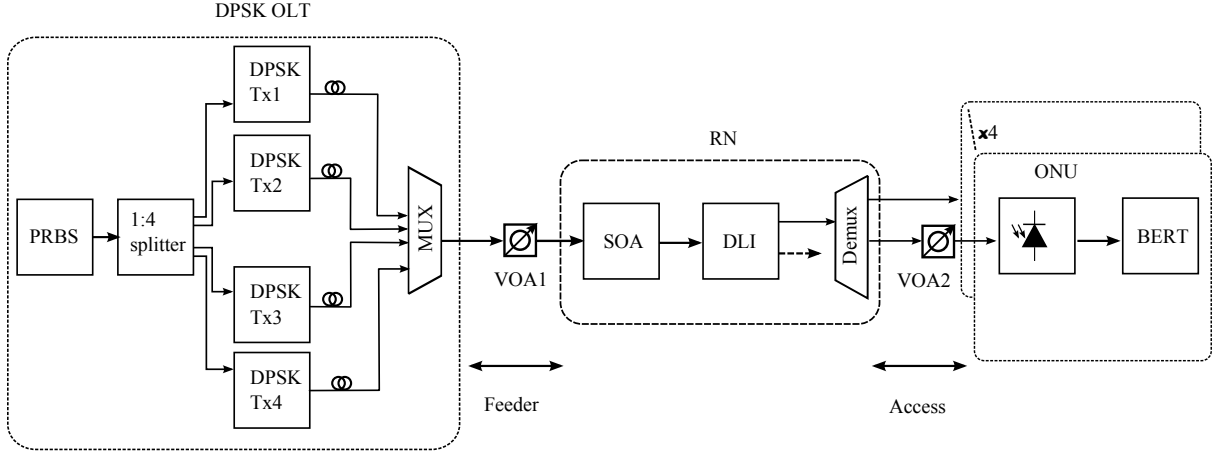 DPSK OLT
DPSK
Tx1
DPSK
Tx2
PRBS
1:4
splitter
DPSK
Tx3
DPSK
Tx4
MUX
VOA1
Feeder
RN
SOA
DLI
Demux
VOA2
Access
x4
ONU
BERT